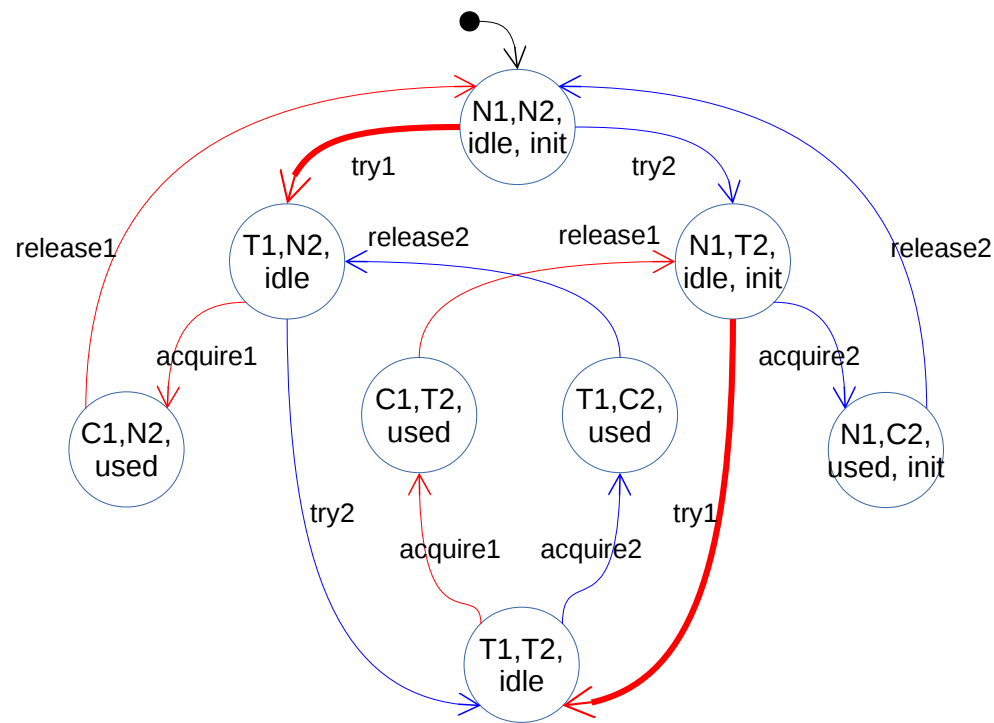 N1,N2,
idle, init
try1
try2
T1,N2,
idle
release2
release1
N1,T2,
idle, init
release1
release2
acquire1
acquire2
C1,N2,
used
C1,T2,
used
T1,C2,
used
N1,C2,
used, init
try2
try1
acquire1
acquire2
T1,T2,
idle